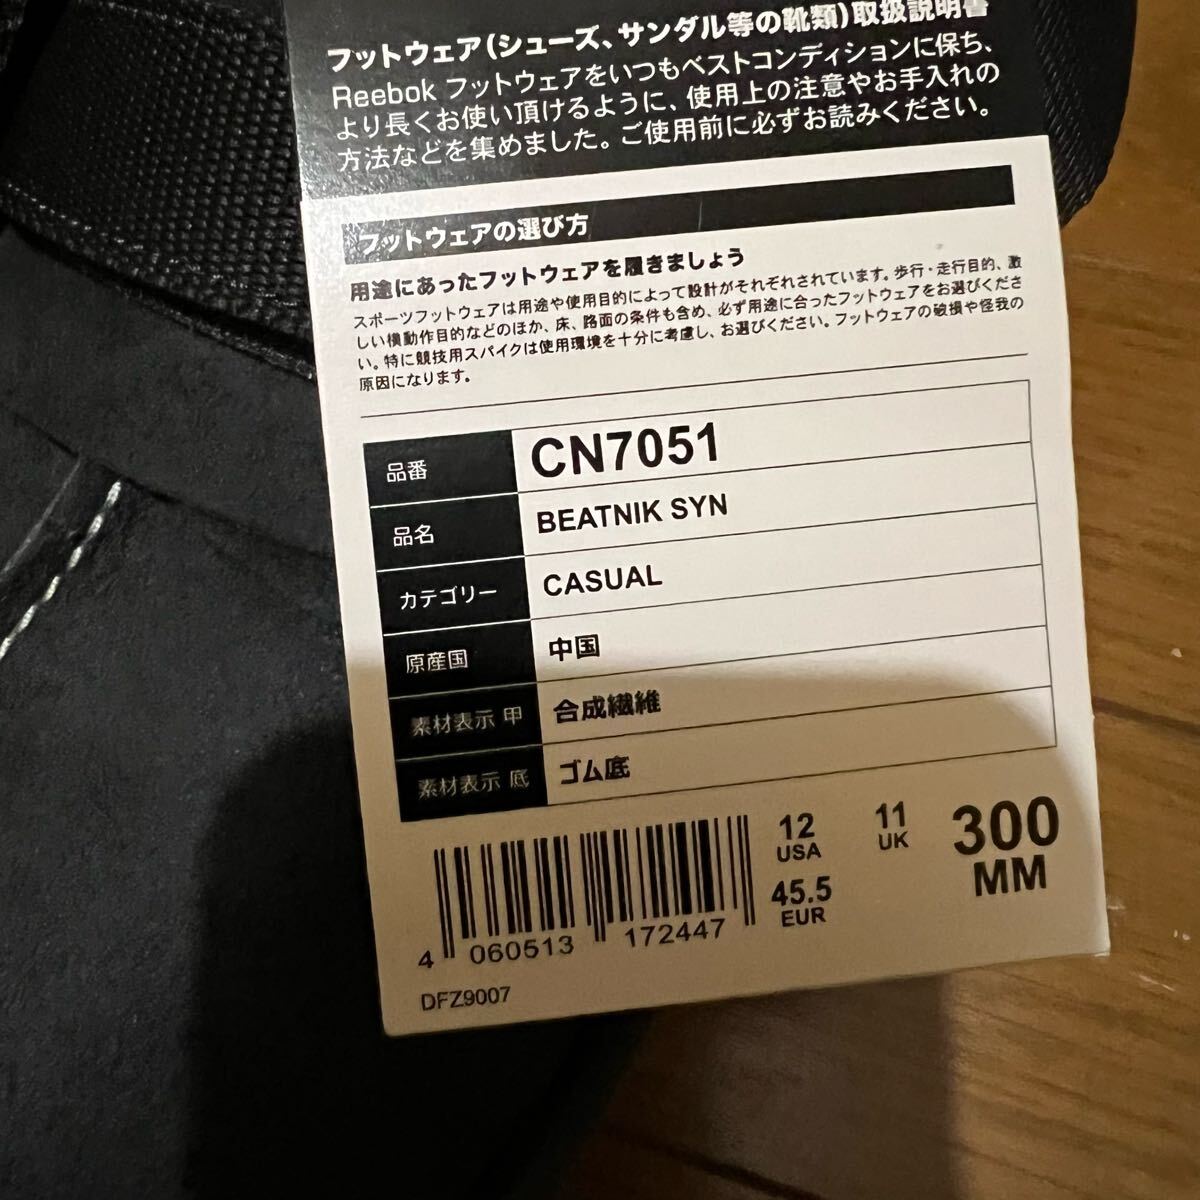 フットウェア(シューズ、サンダル等の靴類)取扱説明書
Reebok フットウェアをいつもベストコンディションに保ち、
より長くお使い頂けるように、使用上の注意やお手入れの
方法などを集めました。ご使用前に必ずお読みください。
フットウェアの選び方
用途にあったフットウェアを履きましょう
スポーツフットウェアは用途や使用目的によって設計がそれぞれされています。歩行・走行目的、激
しい横動作目的などのほか、床、路面の条件も含め、必ず用途に合ったフットウェアをお選びくださ
い。特に競技用スパイクは使用環境を十分に考慮し、お選びください。フットウェアの破損や怪我の
原因になります。
品番 CN7051
品名 BEATNIK SYN
カテゴリー CASUAL
原産国 中国
素材表示 甲 合成繊維
素材表示 底 ゴム底
12 USA
11 UK
300 MM
45.5 EUR
4 060513 172447
DFZ9007